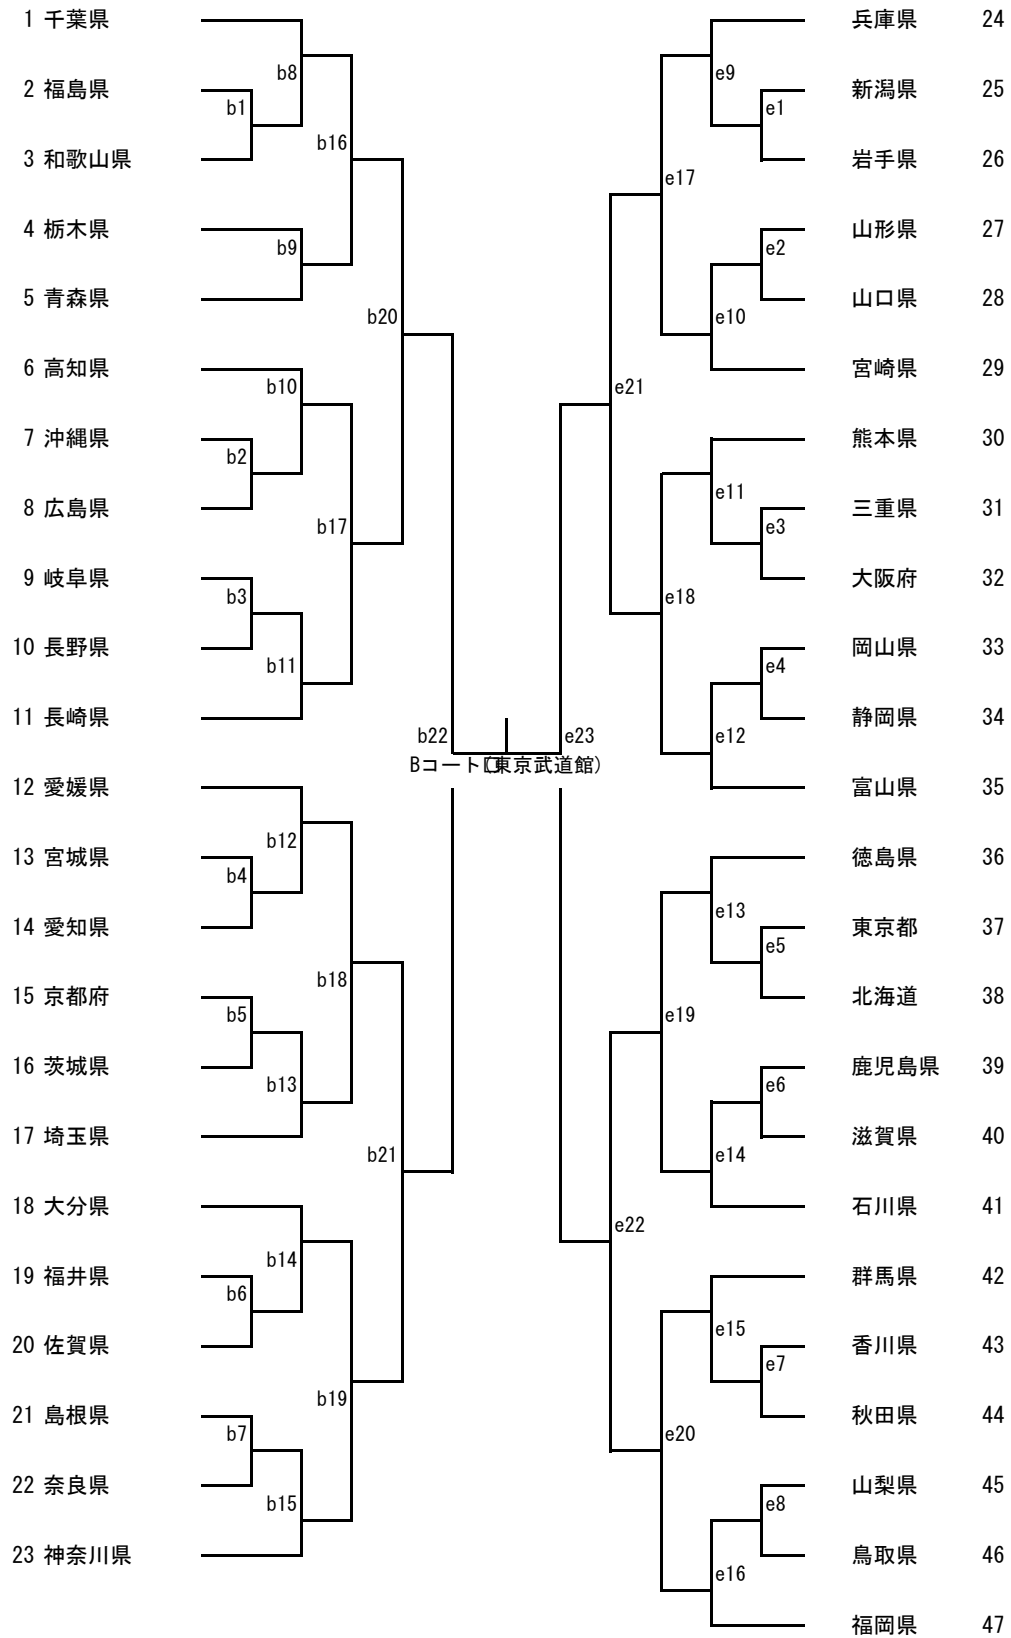 1 千葉県
b8
2 福島県
b1
b16
3 和歌山県
4 栃木県
b9
5 青森県
b20
6 高知県
b10
7 沖縄県
b2
8 広島県
b17
9 岐阜県
b3
10 長野県
b11
11 長崎県
b22
12 愛媛県
b12
13 宮城県
b4
14 愛知県
b18
15 京都府
b5
16 茨城県
b13
17 埼玉県
b21
18 大分県
b14
19 福井県
b6
20 佐賀県
b19
21 島根県
b7
22 奈良県
b15
23 神奈川県
Bコート (東京武道館)
兵庫県 24
e9
新潟県 25
e1
岩手県 26
e17
山形県 27
e2
山口県 28
e10
宮崎県 29
e21
熊本県 30
e11
三重県 31
e3
大阪府 32
e18
岡山県 33
e4
静岡県 34
e12
e23
富山県 35
徳島県 36
e13
東京都 37
e5
北海道 38
e19
鹿児島県 39
e6
滋賀県 40
e14
石川県 41
e22
群馬県 42
e15
香川県 43
e7
秋田県 44
e20
山梨県 45
e8
鳥取県 46
e16
福岡県 47